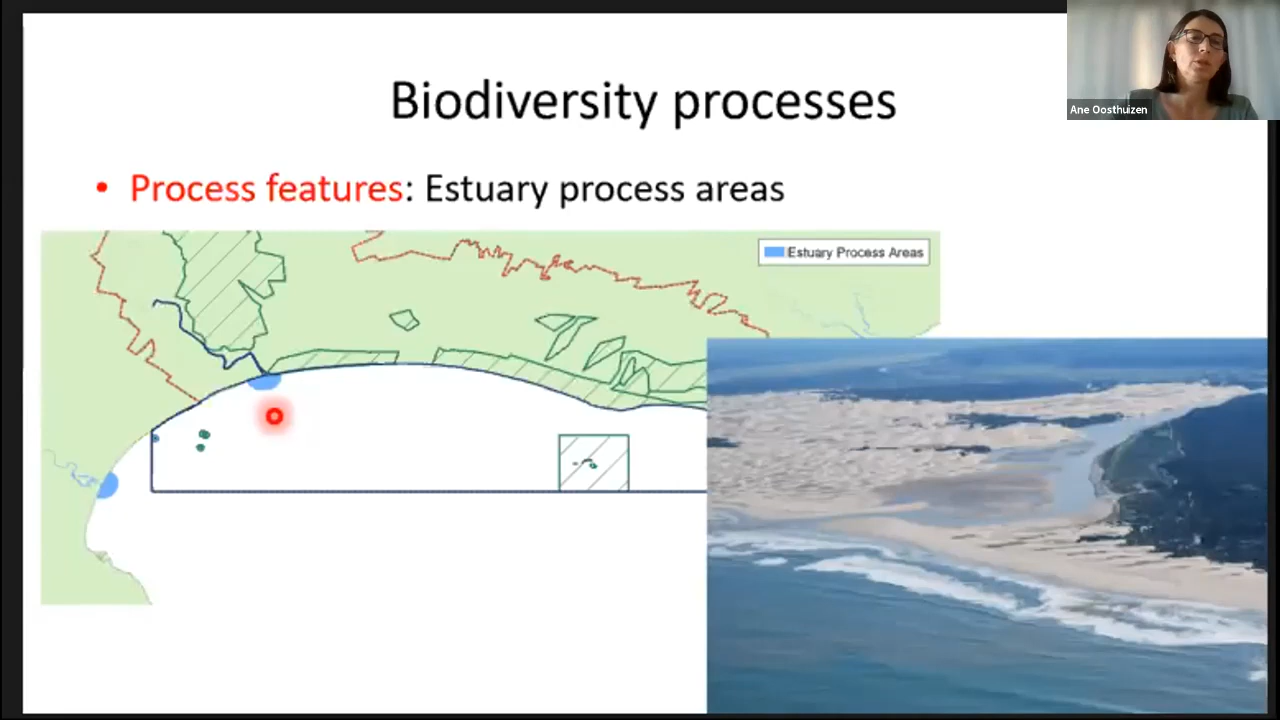 Biodiversity processes
• Process features: Estuary process areas
Estuary Process Areas
Ane Oosthuizen